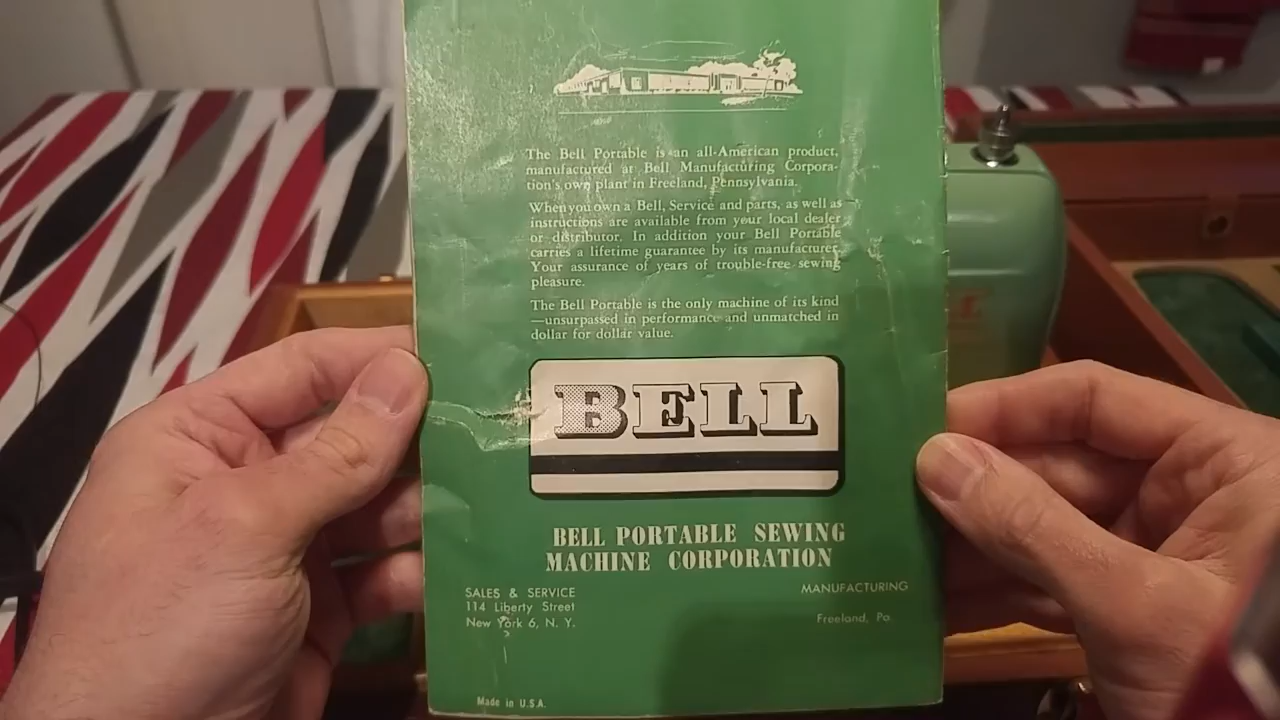 The Bell Portable is an all-American product,
manufactured at Bell Manufacturing Corpora-
tion's own plant in Freeland, Pennsylvania.
When you own a Bell, Service and parts, as well as
instructions are available from your local dealer
or distributor. In addition your Bell Portable
carries a lifetime guarantee by its manufacturer.
Your assurance of years of trouble-free sewing
pleasure.
The Bell Portable is the only machine of its kind
—unsurpassed in performance and unmatched in
dollar for dollar value.
BELL
BELL PORTABLE SEWING
MACHINE CORPORATION
SALES & SERVICE
114 Liberty Street
New York 6, N. Y.
MANUFACTURING
Freeland, Pa.
Made in U.S.A.